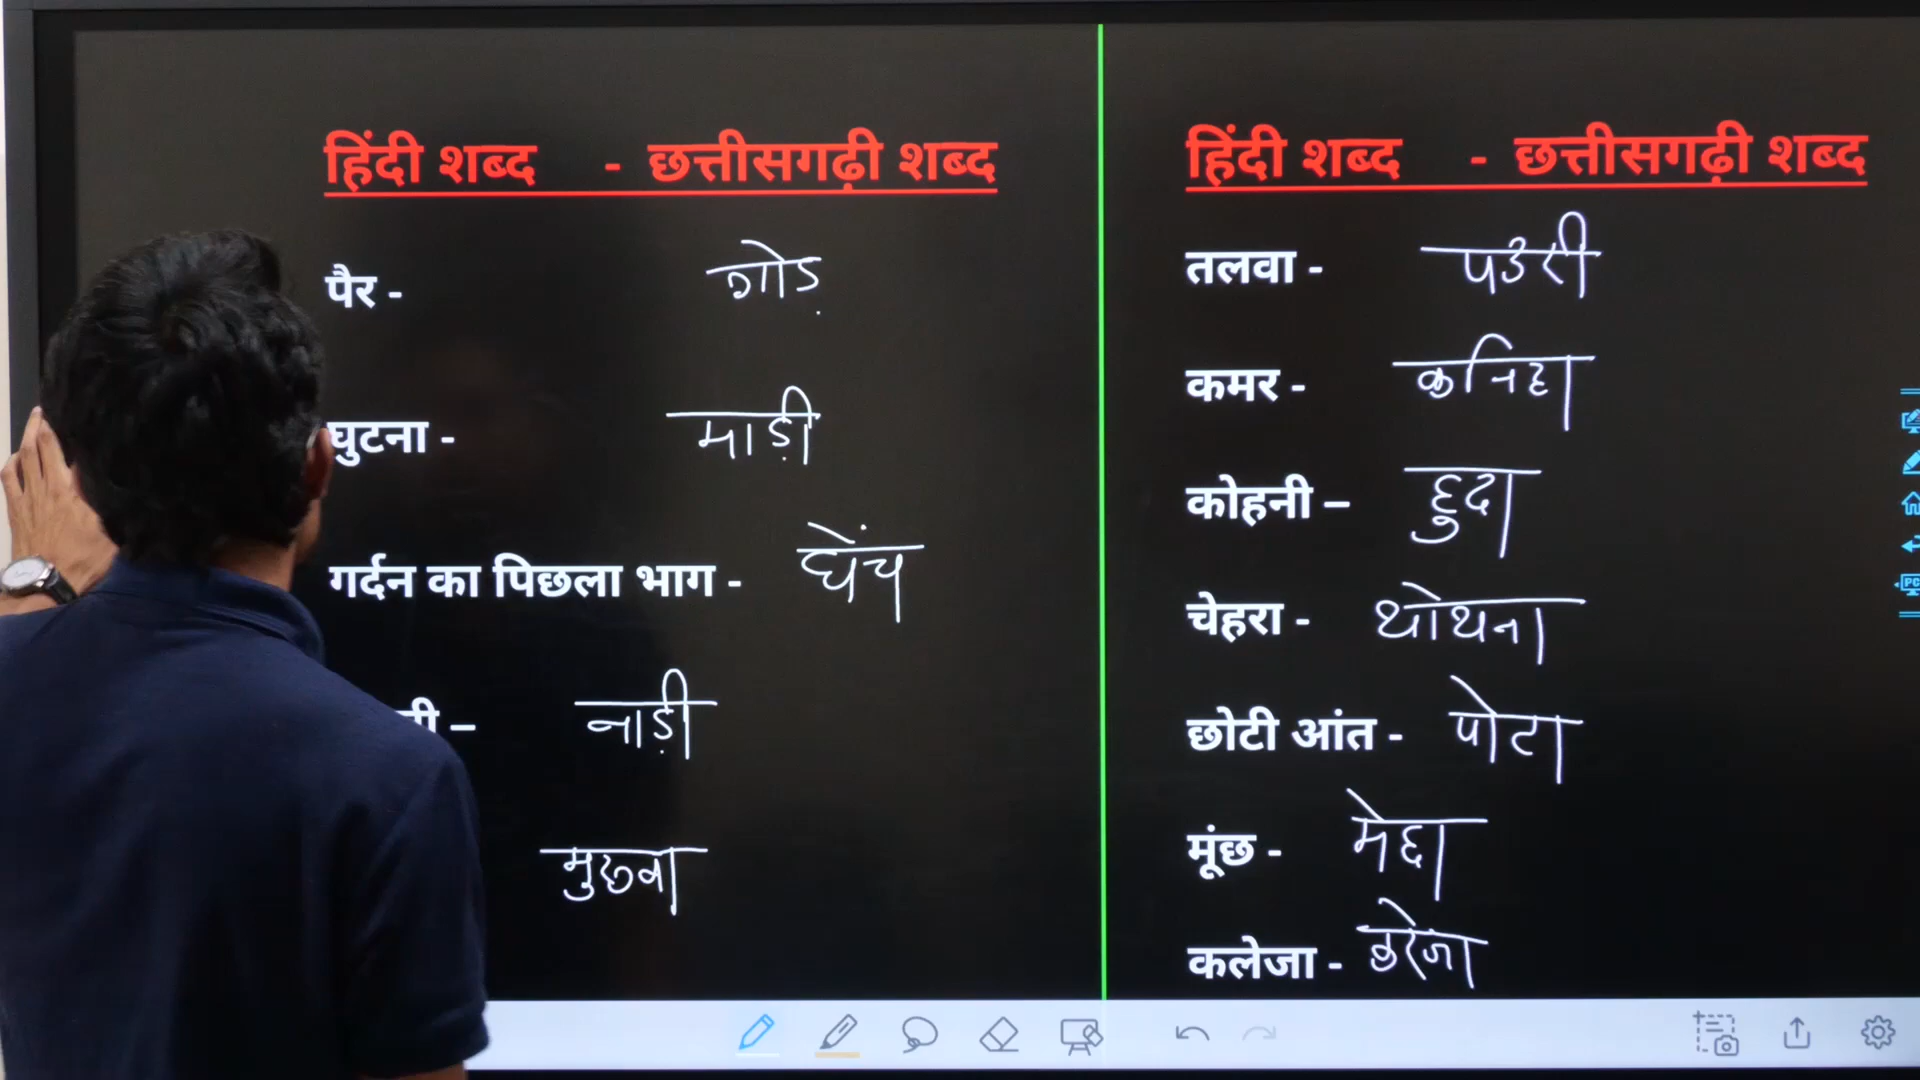 हिंदी शब्द - छत्तीसगढ़ी शब्द
पैर - गोड़
घुटना - माड़ी
गर्दन का पिछला भाग - घेंच
ी – नाड़ी
मुरुवा
हिंदी शब्द - छत्तीसगढ़ी शब्द
तलवा - पउरी
कमर - कनिहा
कोहनी – हुदा
चेहरा - थोथना
छोटी आंत - पोटा
मूंछ - मेछा
कलेजा - करेजा
PC